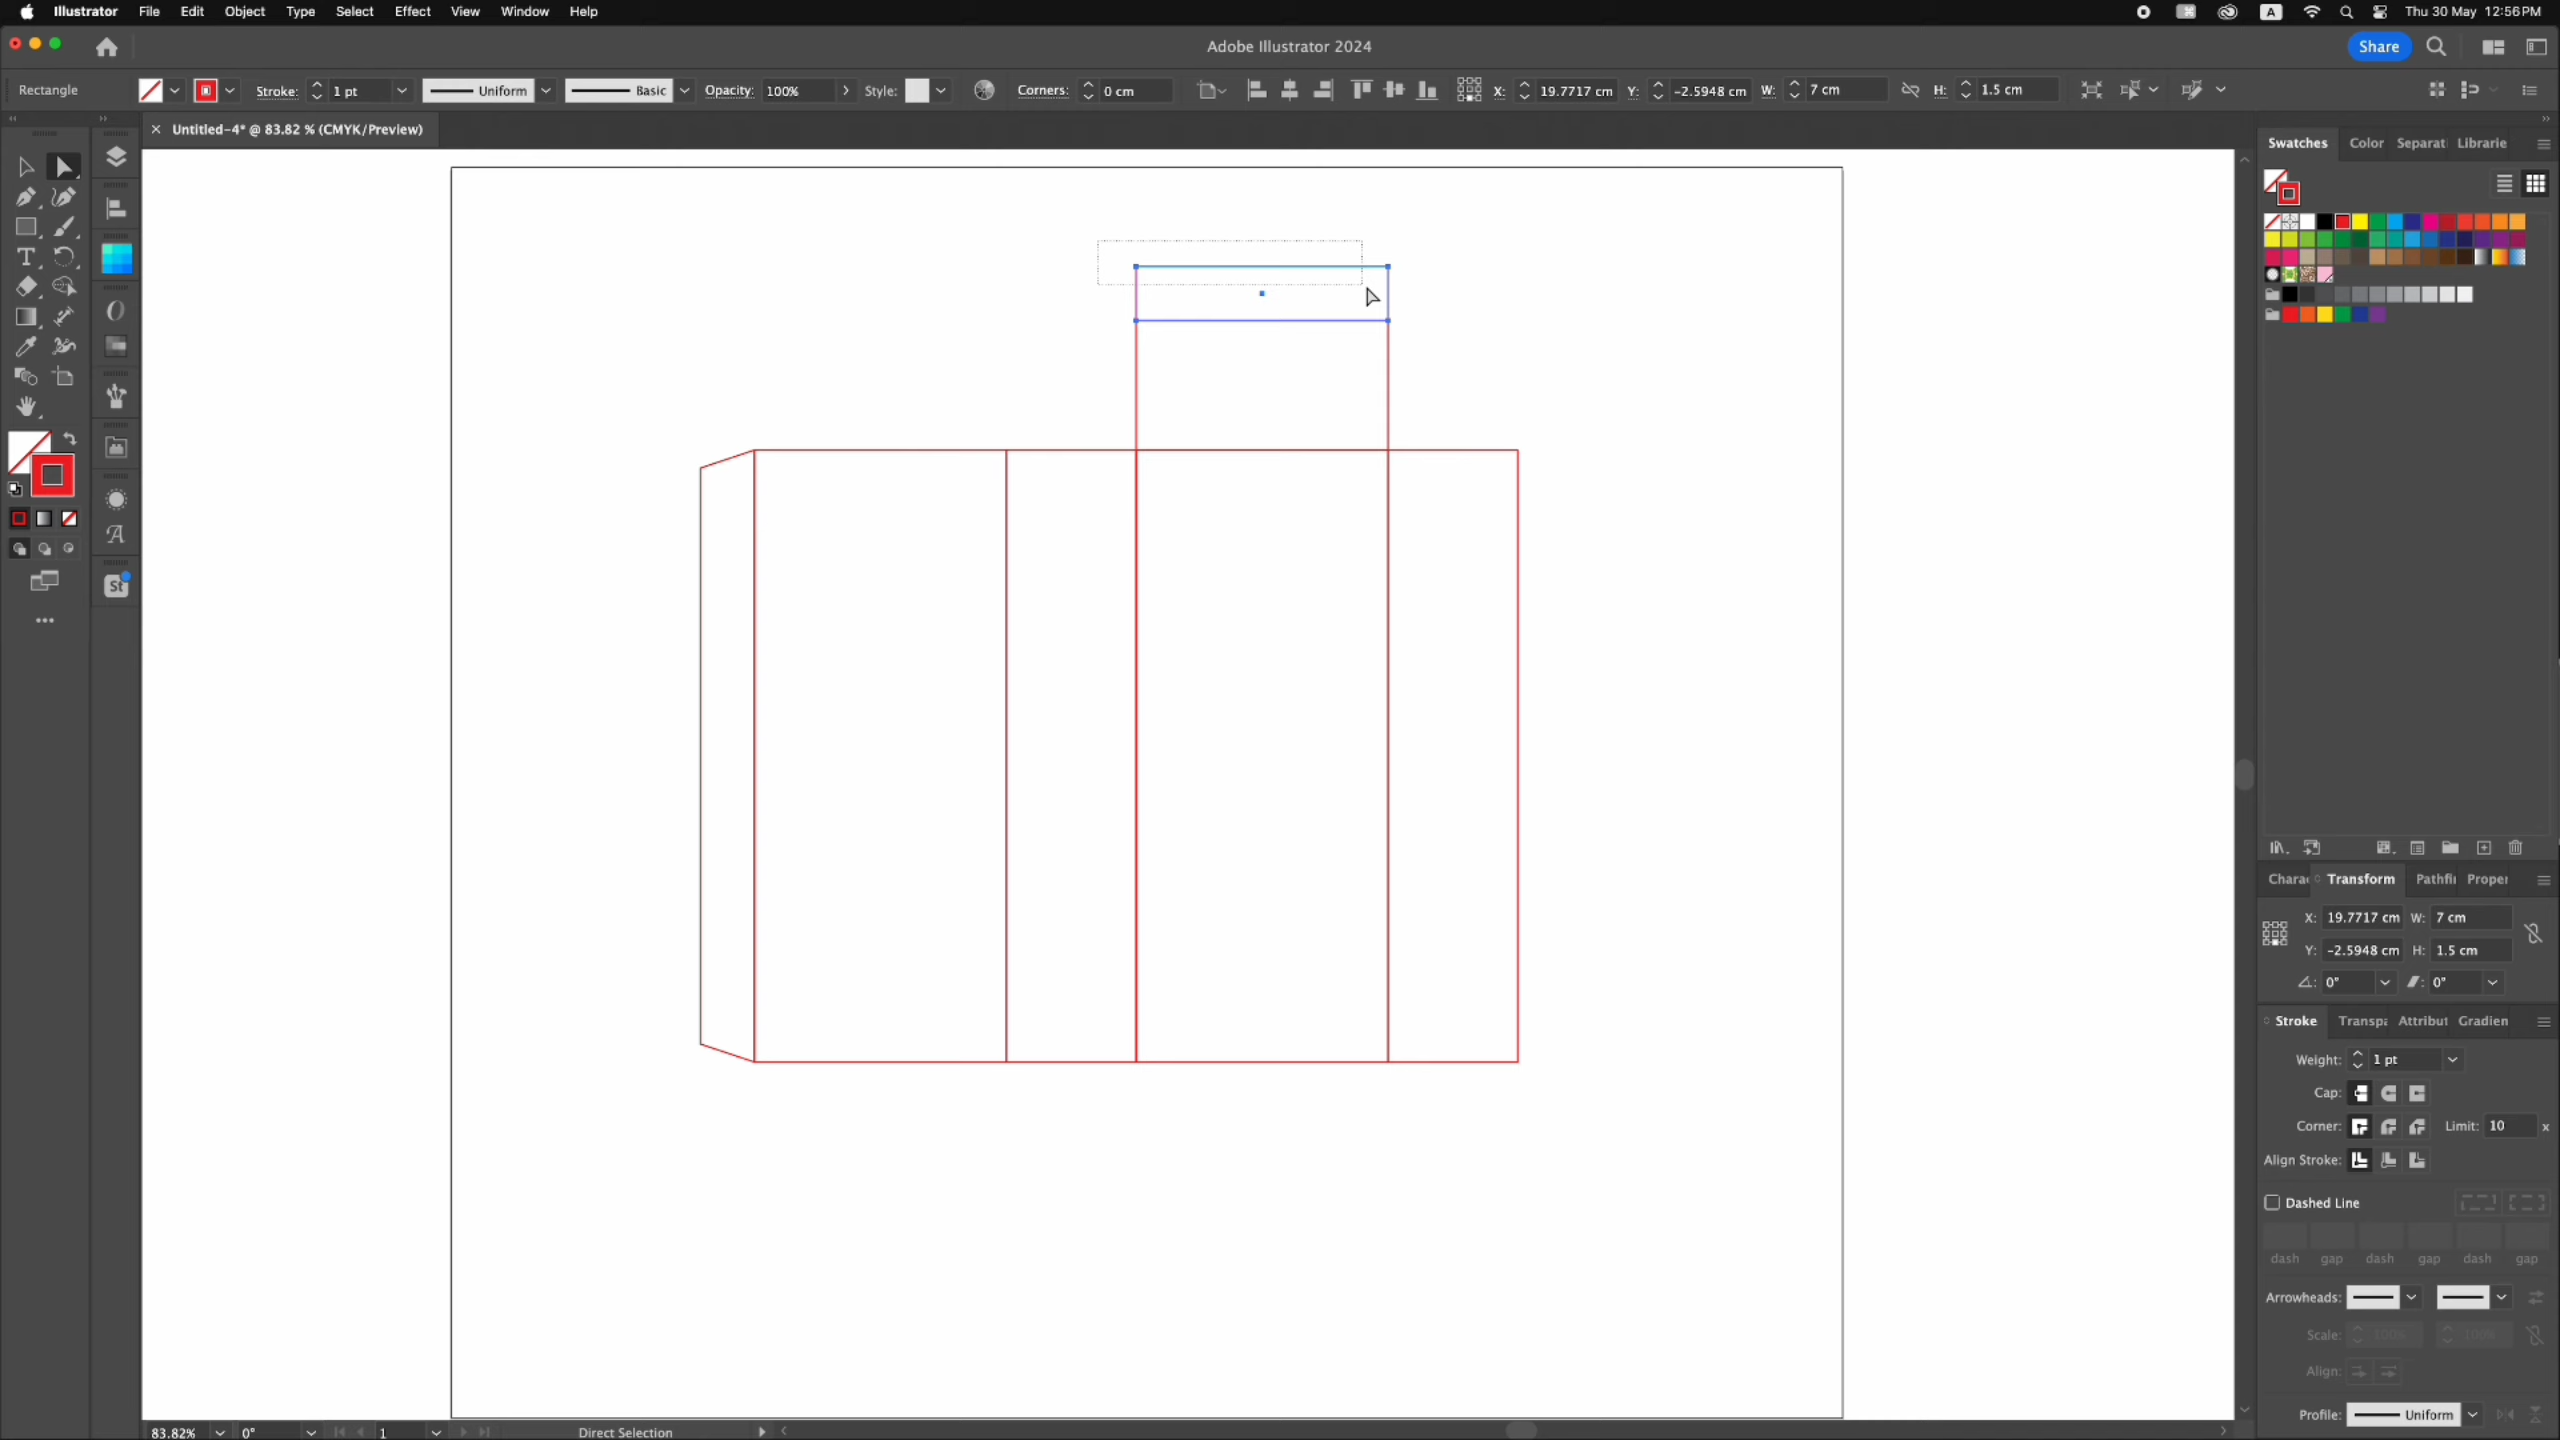 Illustrator File Edit Object Type Select Effect View Window Help A Thu 30 May 12:56PM
Adobe Illustrator 2024 Share
Rectangle Stroke: 1 pt Uniform Basic Opacity: 100% Style: Corners: 0 cm X: 19.7717 cm Y: -2.5948 cm W: 7 cm H: 1.5 cm
Untitled-4* @ 83.82 % (CMYK/Preview)
Swatches Color Separat Librarie
T
St
Charac Transform Pathfi Proper
X: 19.7717 cm W: 7 cm
Y: -2.5948 cm H: 1.5 cm
0° 0°
Stroke Transpa Attribut Gradien
Weight: 1 pt
Cap:
Corner: Limit: 10 x
Align Stroke:
Dashed Line
dash gap dash gap dash gap
Arrowheads:
Scale: 100% 100%
Align:
Profile: Uniform
83.82% 0° 1 Direct Selection